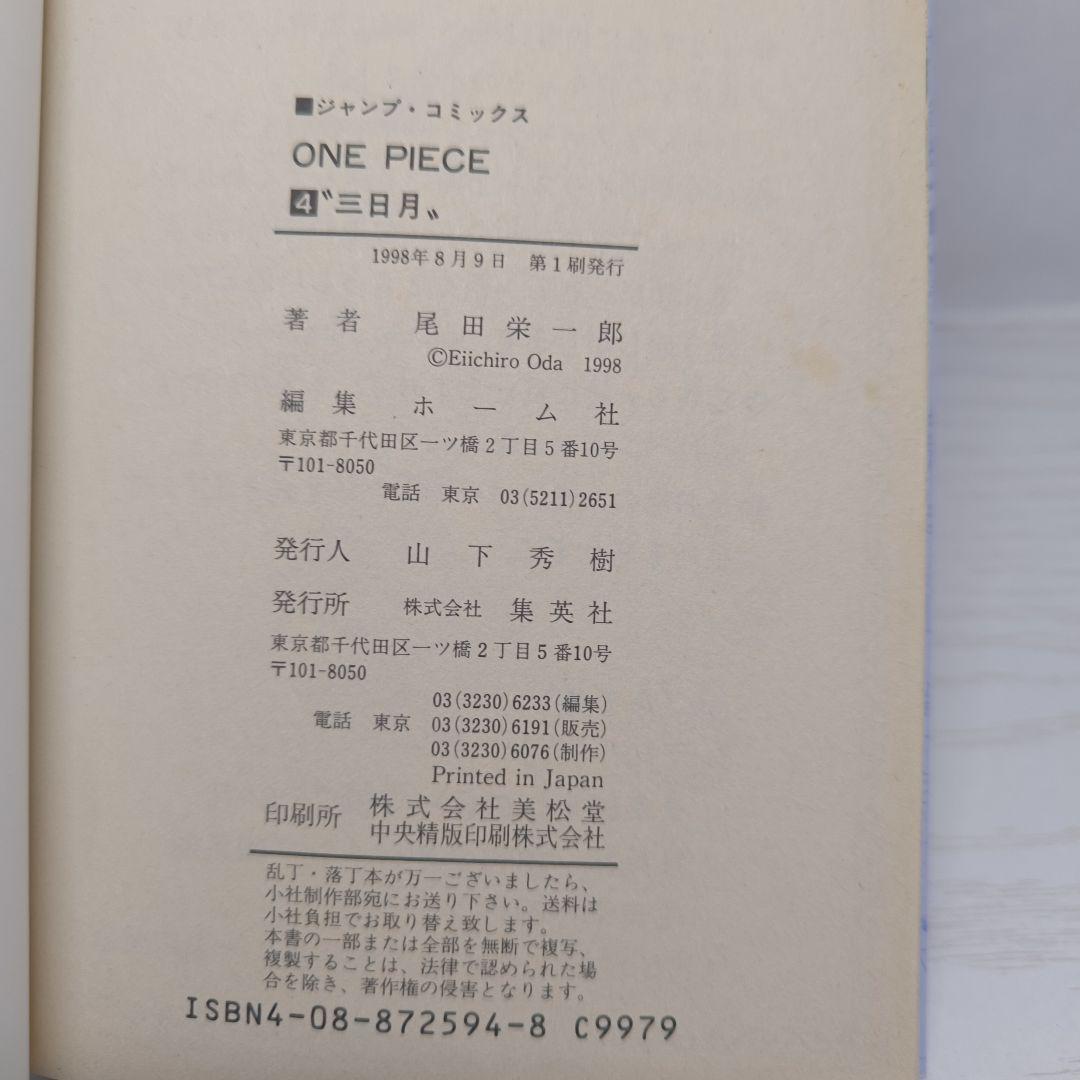 ■ジャンプ・コミックス
ONE PIECE
4〝三日月〟
1998年8月9日 第1刷発行
著者 尾田栄一郎
©Eiichiro Oda 1998
編集 ホーム社
東京都千代田区一ツ橋2丁目5番10号
〒101-8050
電話 東京 03(5211)2651
発行人 山下秀樹
発行所 株式会社 集英社
東京都千代田区一ツ橋2丁目5番10号
〒101-8050
03(3230)6233(編集)
電話 東京 03(3230)6191(販売)
03(3230)6076(制作)
Printed in Japan
印刷所 株式会社美松堂
中央精版印刷株式会社
乱丁・落丁本が万一ございましたら、
小社制作部宛にお送り下さい。送料は
小社負担でお取り替え致します。
本書の一部または全部を無断で複写、
複製することは、法律で認められた場
合を除き、著作権の侵害となります。
ISBN4-08-872594-8 C9979